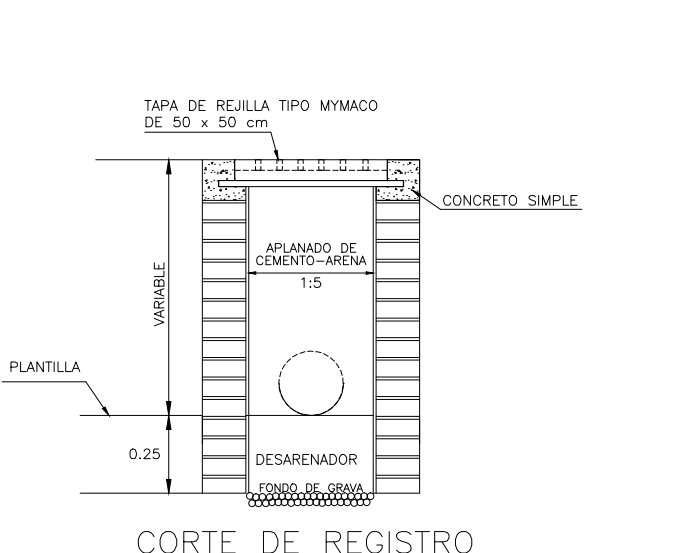 TAPA DE REJILLA TIPO MYMACO
DE 50 x 50 cm
CONCRETO SIMPLE
APLANADO DE
CEMENTO-ARENA
1:5
VARIABLE
PLANTILLA
0.25
DESARENADOR
FONDO DE GRAVA
CORTE DE REGISTRO